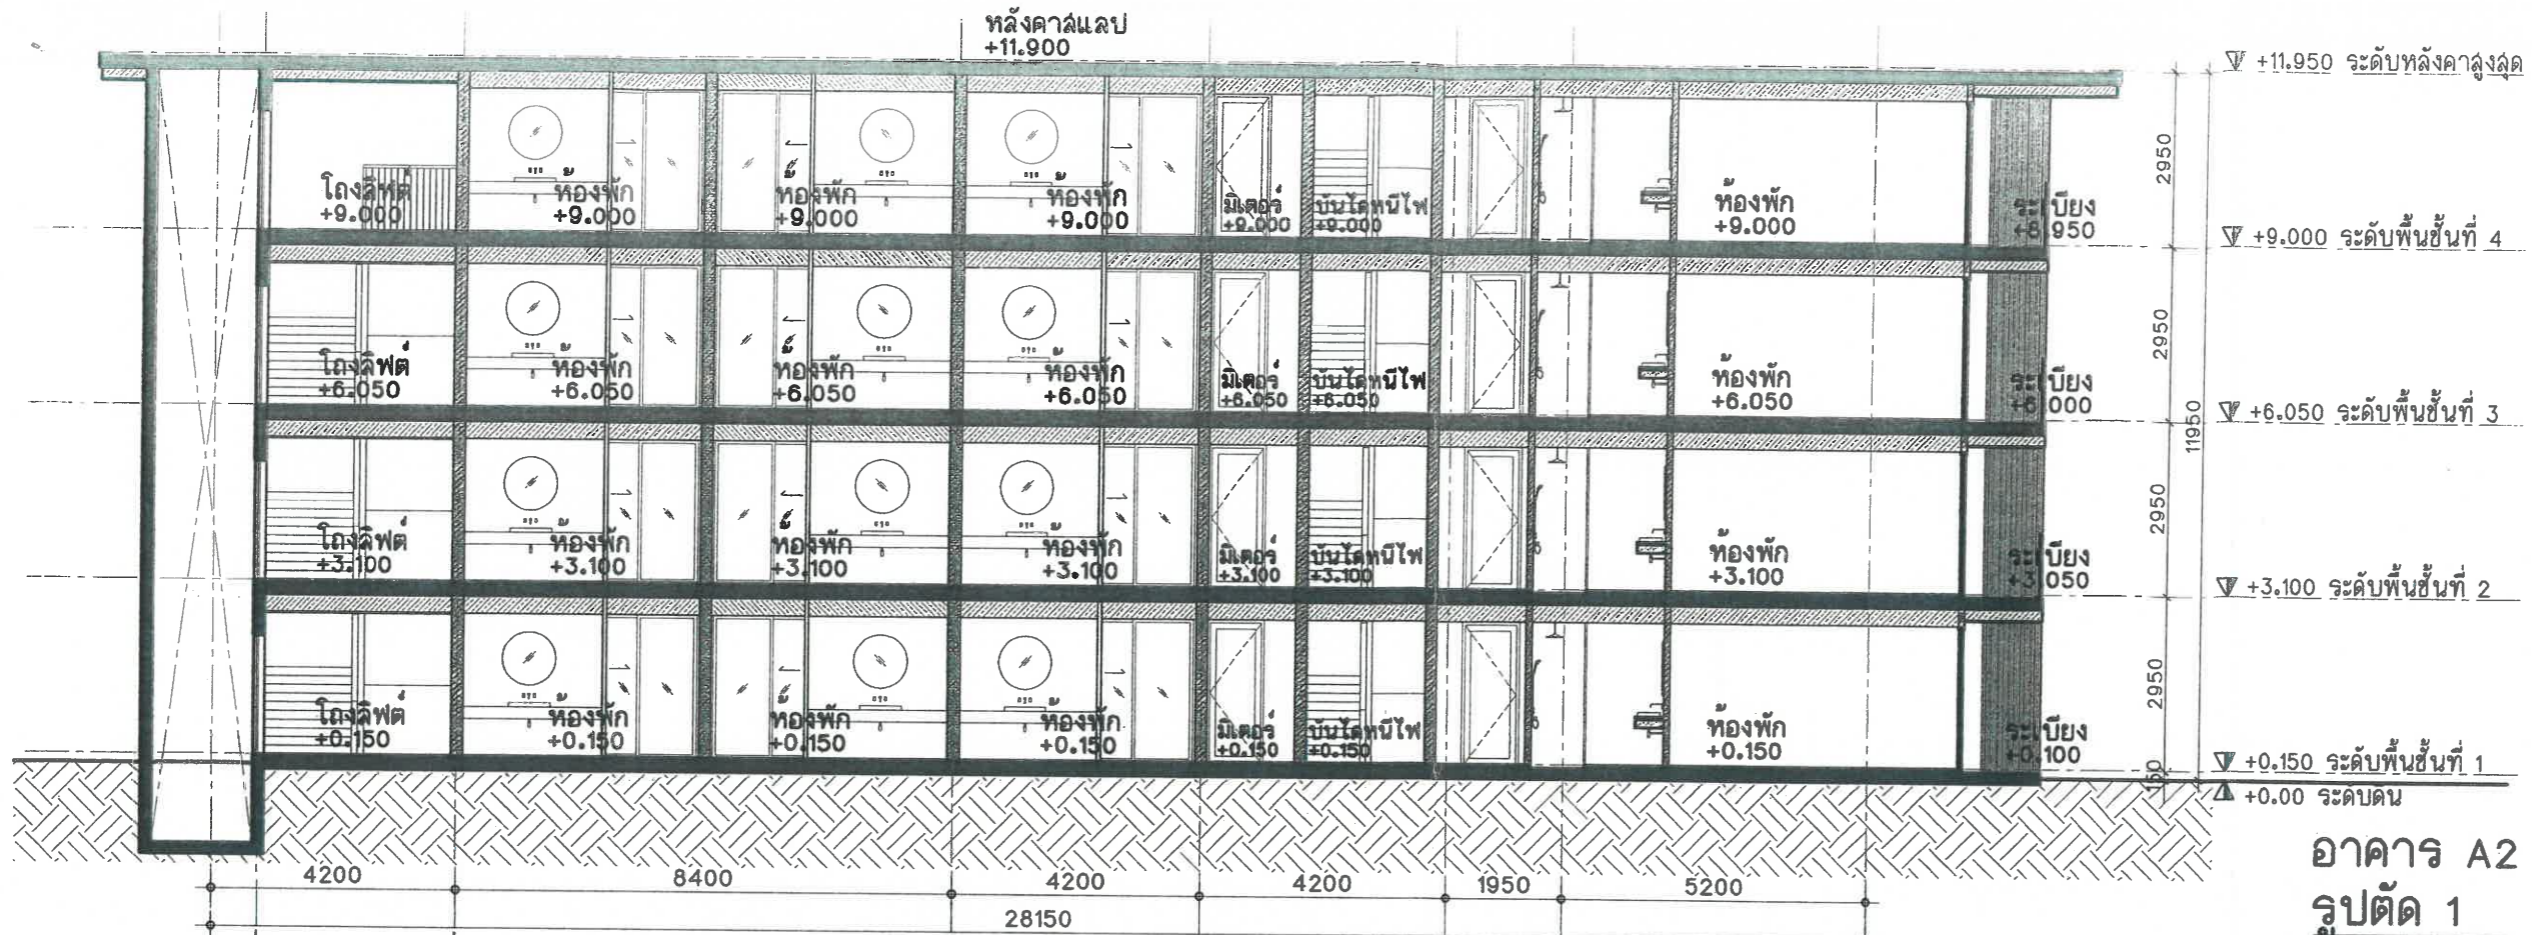 หลังคาสแลป
+11.900
+11.950 ระดับหลังคาสูงสุด
โถงลิฟต์
+9.000
ห้องพัก
+9.000
ห้องพัก
+9.000
ห้องพัก
+9.000
มิเตอร์
+9.000
บันไดหนีไฟ
+9.000
ห้องพัก
+9.000
ระเบียง
+8.950
2950
+9.000 ระดับพื้นชั้นที่ 4
โถงลิฟต์
+6.050
ห้องพัก
+6.050
ห้องพัก
+6.050
ห้องพัก
+6.050
มิเตอร์
+6.050
บันไดหนีไฟ
+6.050
ห้องพัก
+6.050
ระเบียง
+6.000
2950
11950
+6.050 ระดับพื้นชั้นที่ 3
โถงลิฟต์
+3.100
ห้องพัก
+3.100
ห้องพัก
+3.100
ห้องพัก
+3.100
มิเตอร์
+3.100
บันไดหนีไฟ
+3.100
ห้องพัก
+3.100
ระเบียง
+3.050
2950
+3.100 ระดับพื้นชั้นที่ 2
โถงลิฟต์
+0.150
ห้องพัก
+0.150
ห้องพัก
+0.150
ห้องพัก
+0.150
มิเตอร์
+0.150
บันไดหนีไฟ
+0.150
ห้องพัก
+0.150
ระเบียง
+0.100
2950
150
+0.150 ระดับพื้นชั้นที่ 1
+0.00 ระดับดิน
4200
8400
4200
4200
1950
5200
28150
อาคาร A2
รูปตัด 1